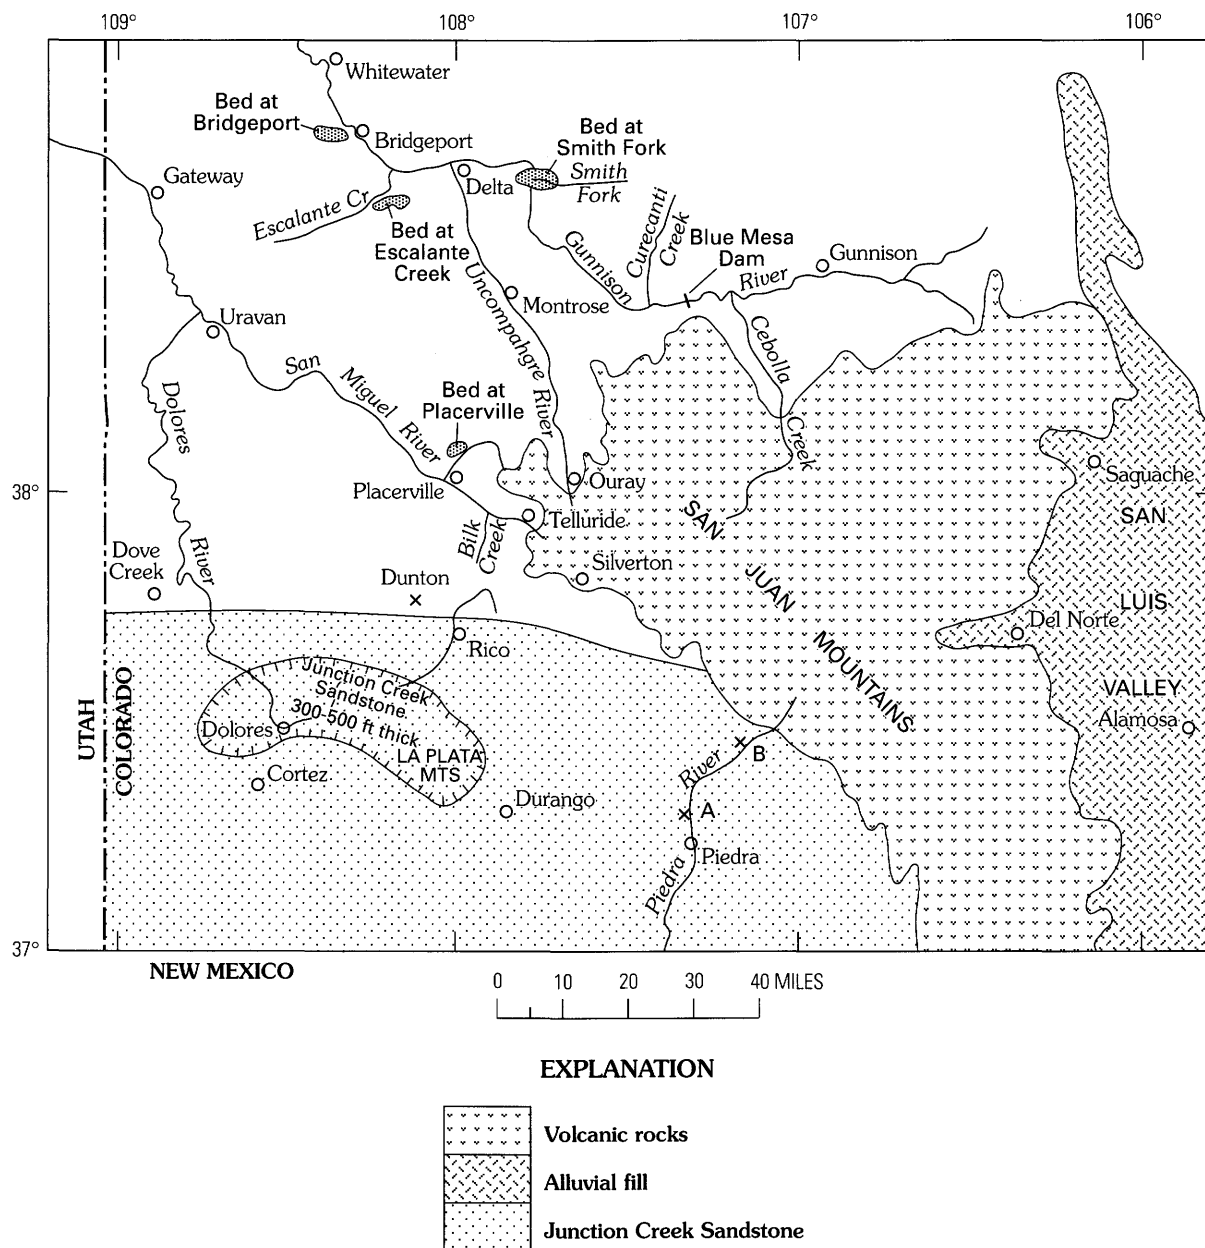 109°
108°
107°
106°
Whitewater
Bed at
Bridgeport
Bridgeport
Bed at
Smith Fork
Smith
Fork
Gateway
Delta
Escalante Cr
Bed at
Escalante
Creek
Curecanti
Creek
Blue Mesa
Dam
Gunnison
River
Gunnison
Uncompahgre River
Montrose
Uravan
San
Miguel
River
Cebolla
Creek
Dolores
River
Bed at
Placerville
Placerville
Ouray
Saguache
38°
Telluride
Bilk
Creek
SAN
JUAN
MOUNTAINS
SAN
LUIS
VALLEY
Dove
Creek
Dunton
Silverton
Del Norte
Rico
Junction Creek
Sandstone
300-500 ft thick
LA PLATA
MTS
Dolores
Alamosa
UTAH
COLORADO
Cortez
Durango
B
A
Piedra
River
Piedra
37°
NEW MEXICO
0 10 20 30 40 MILES
EXPLANATION
Volcanic rocks
Alluvial fill
Junction Creek Sandstone